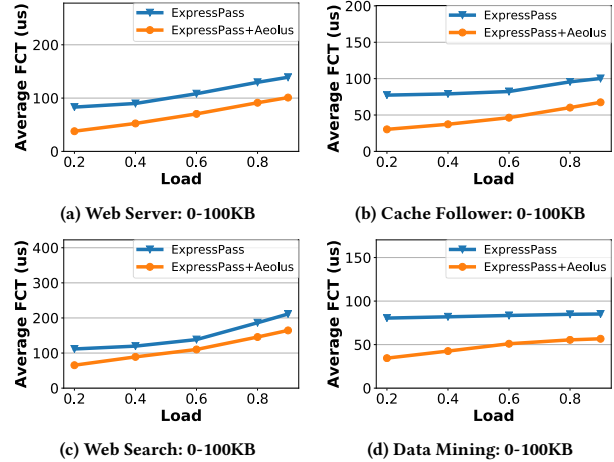 ExpressPass
ExpressPass+Aeolus
Average FCT (us)
200
100
0
0.2 0.4 0.6 0.8
Load
(a) Web Server: 0-100KB
ExpressPass
ExpressPass+Aeolus
Average FCT (us)
200
150
100
50
0
0.2 0.4 0.6 0.8
Load
(b) Cache Follower: 0-100KB
ExpressPass
ExpressPass+Aeolus
Average FCT (us)
400
300
200
100
0
0.2 0.4 0.6 0.8
Load
(c) Web Search: 0-100KB
ExpressPass
ExpressPass+Aeolus
Average FCT (us)
150
100
50
0
0.2 0.4 0.6 0.8
Load
(d) Data Mining: 0-100KB